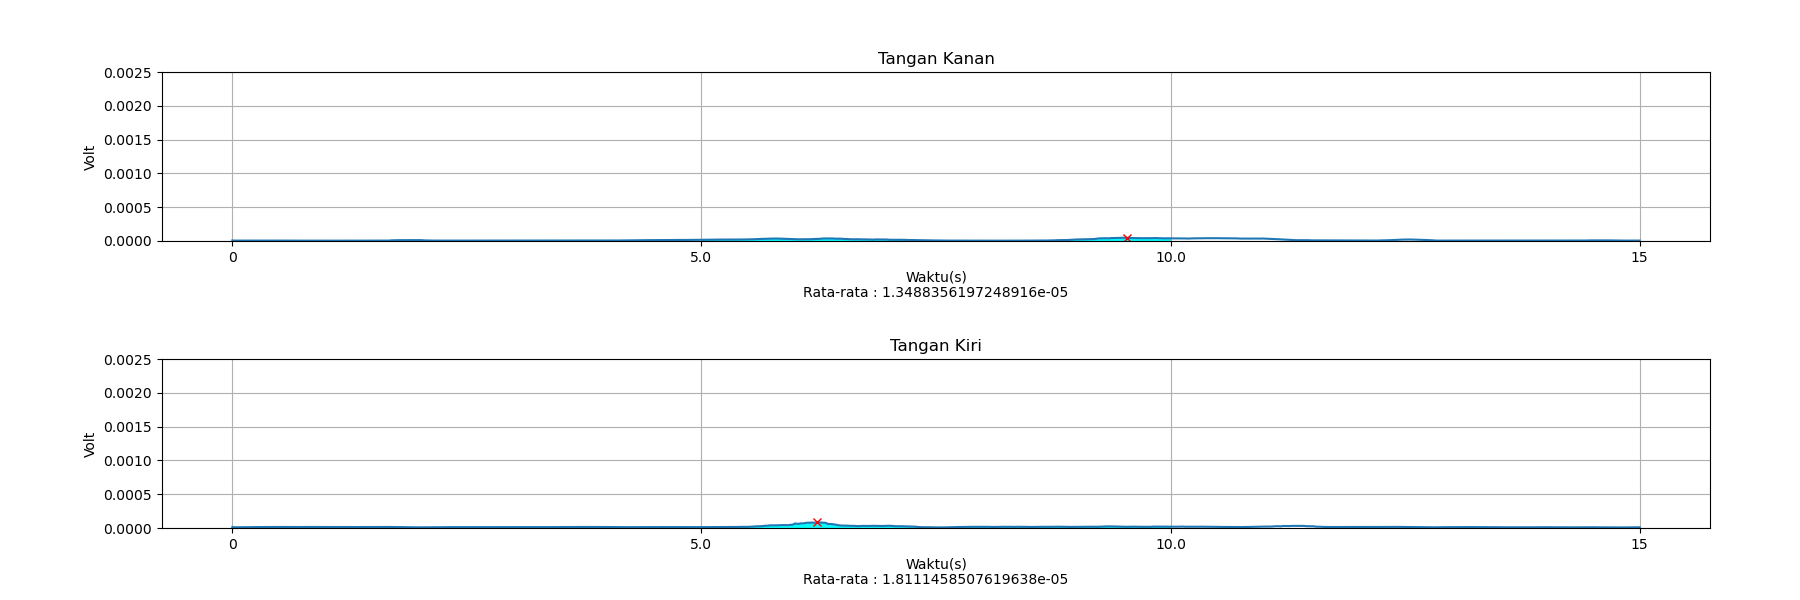 Tangan Kanan
0.0025
0.0020
0.0015
0.0010
0.0005
0.0000
Volt
0 5.0 10.0 15
Waktu(s)
Rata-rata : 1.3488356197248916e-05
Tangan Kiri
0.0025
0.0020
0.0015
0.0010
0.0005
0.0000
Volt
0 5.0 10.0 15
Waktu(s)
Rata-rata : 1.8111458507619638e-05